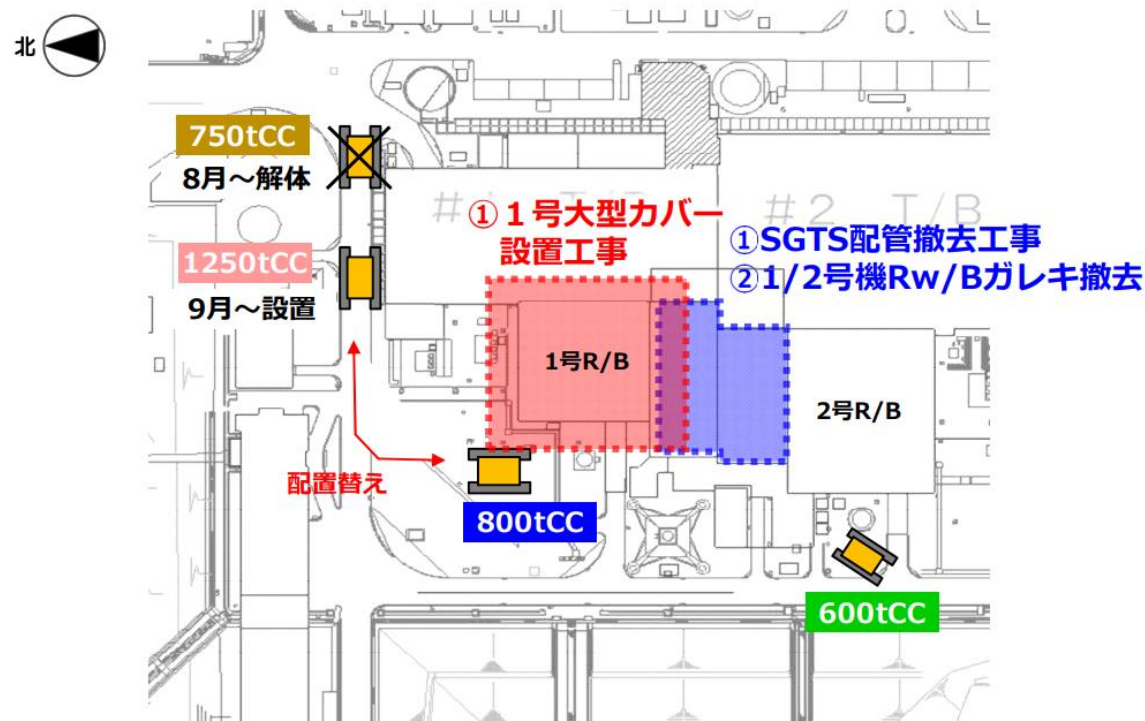 北
750tCC
8月～解体
1250tCC
9月～設置
#1 T/B
#2 T/B
①１号大型カバー
設置工事
①SGTS配管撤去工事
②1/2号機Rw/Bガレキ撤去
1号R/B
2号R/B
配置替え
800tCC
600tCC